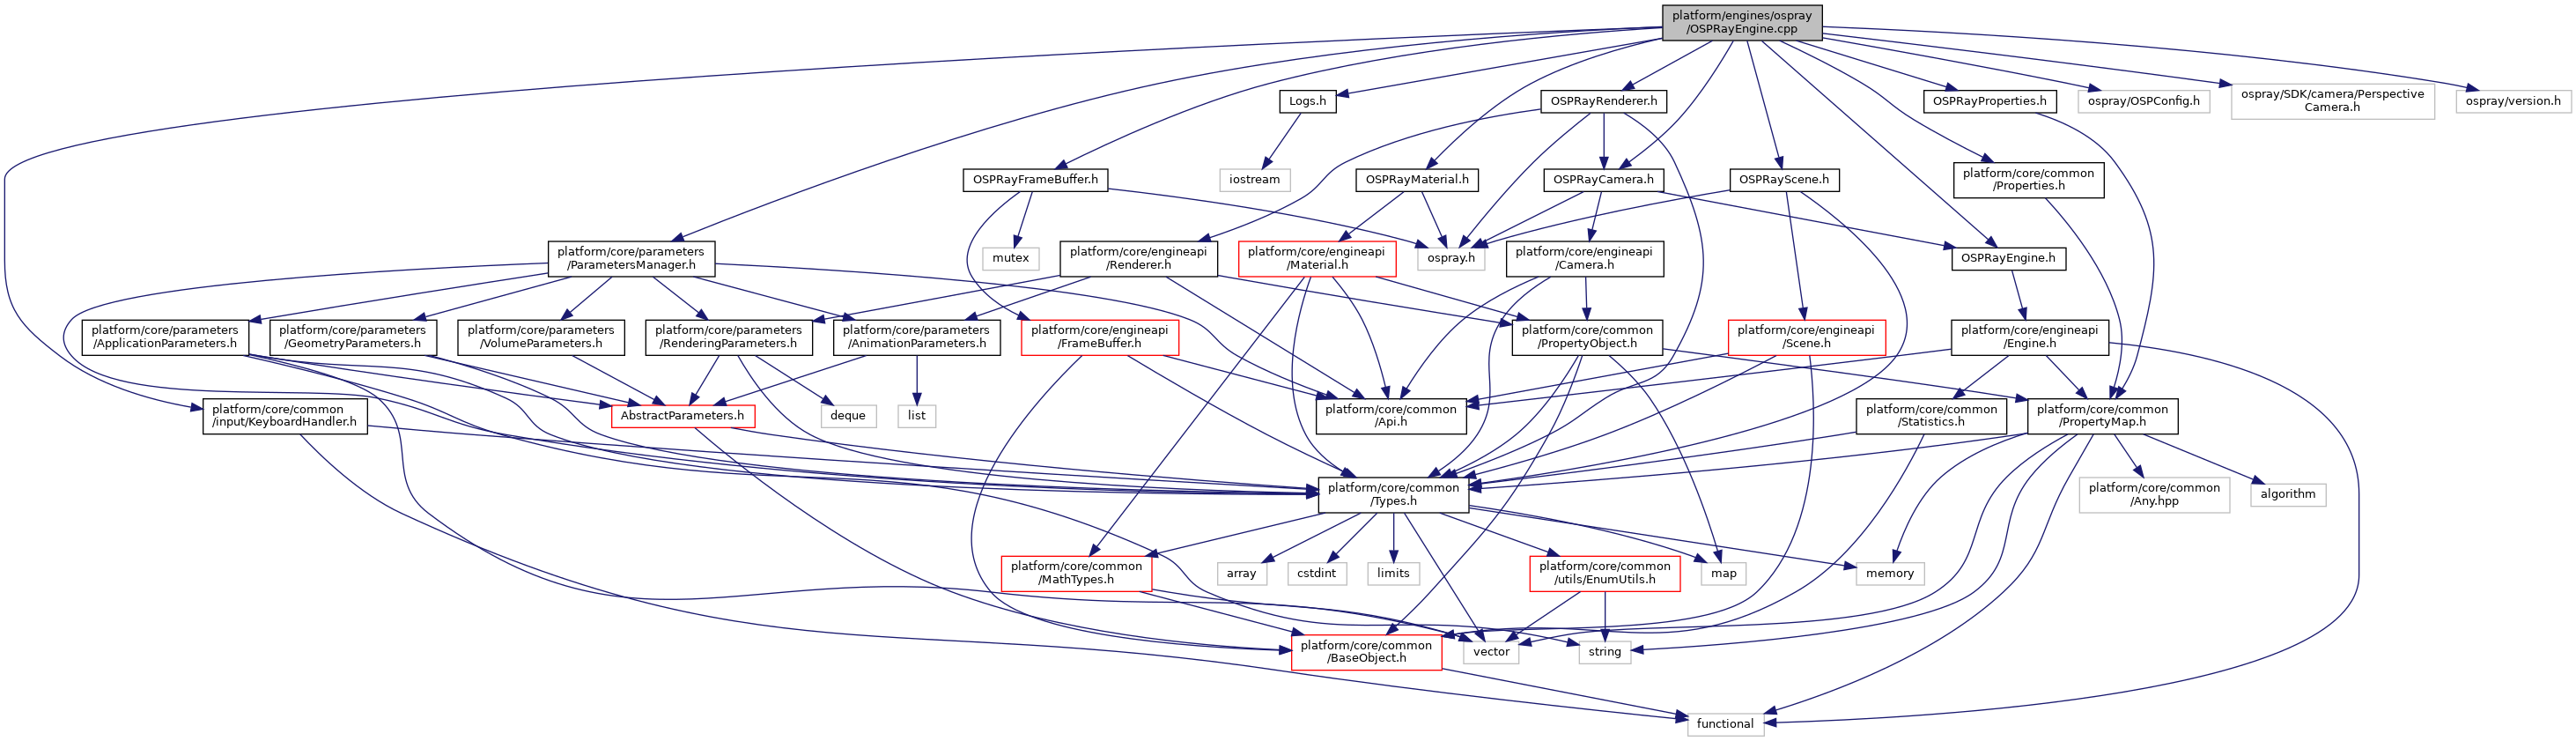 platform/engines/ospray
/OSPRayEngine.cpp
Logs.h
OSPRayRenderer.h
OSPRayProperties.h
ospray/OSPConfig.h
ospray/SDK/camera/Perspective
Camera.h
ospray/version.h
OSPRayFrameBuffer.h
iostream
OSPRayMaterial.h
OSPRayCamera.h
OSPRayScene.h
platform/core/common
/Properties.h
platform/core/parameters
/ParametersManager.h
mutex
platform/core/engineapi
/Renderer.h
platform/core/engineapi
/Material.h
ospray.h
platform/core/engineapi
/Camera.h
OSPRayEngine.h
platform/core/parameters
/ApplicationParameters.h
platform/core/parameters
/GeometryParameters.h
platform/core/parameters
/VolumeParameters.h
platform/core/parameters
/RenderingParameters.h
platform/core/parameters
/AnimationParameters.h
platform/core/engineapi
/FrameBuffer.h
platform/core/common
/PropertyObject.h
platform/core/engineapi
/Scene.h
platform/core/engineapi
/Engine.h
platform/core/common
/input/KeyboardHandler.h
AbstractParameters.h
deque
list
platform/core/common
/Api.h
platform/core/common
/Statistics.h
platform/core/common
/PropertyMap.h
platform/core/common
/Types.h
platform/core/common
/Any.hpp
algorithm
platform/core/common
/MathTypes.h
array
cstdint
limits
platform/core/common
/utils/EnumUtils.h
map
memory
platform/core/common
/BaseObject.h
vector
string
functional